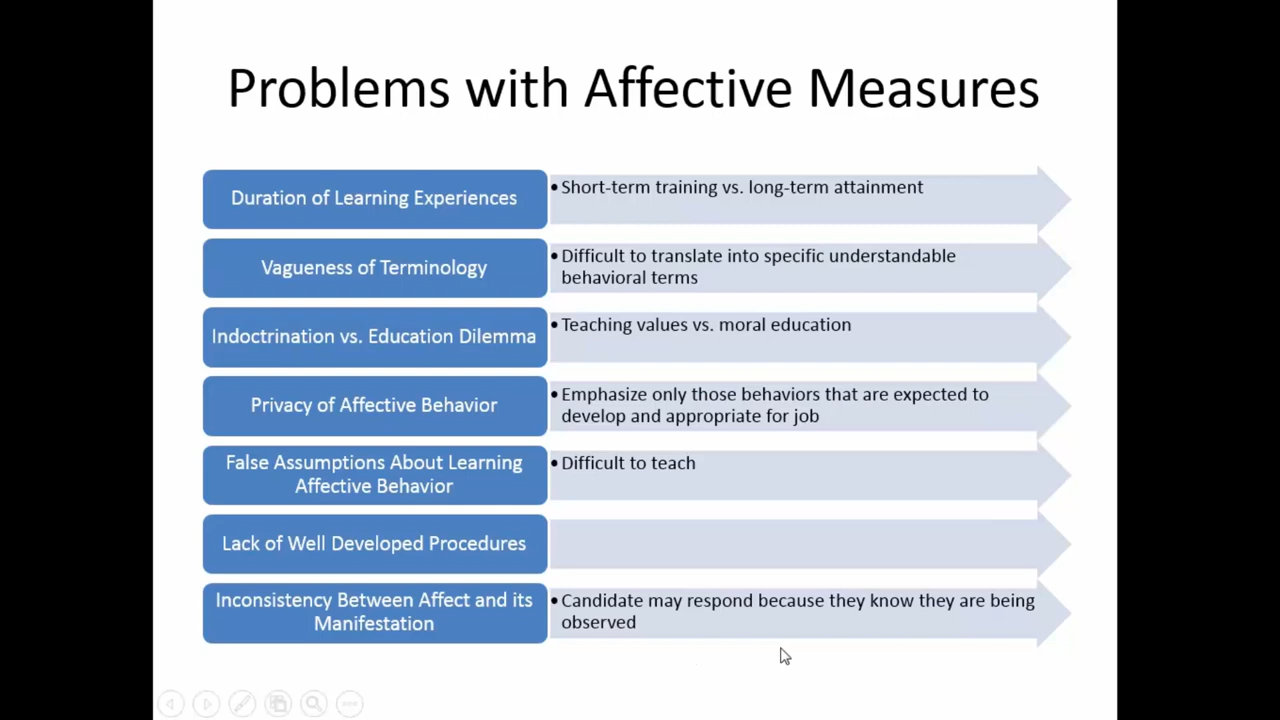 Problems with Affective Measures
Duration of Learning Experiences
•Short-term training vs. long-term attainment
Vagueness of Terminology
•Difficult to translate into specific understandable
behavioral terms
Indoctrination vs. Education Dilemma
•Teaching values vs. moral education
Privacy of Affective Behavior
•Emphasize only those behaviors that are expected to
develop and appropriate for job
False Assumptions About Learning
Affective Behavior
•Difficult to teach
Lack of Well Developed Procedures
Inconsistency Between Affect and its
Manifestation
•Candidate may respond because they know they are being
observed